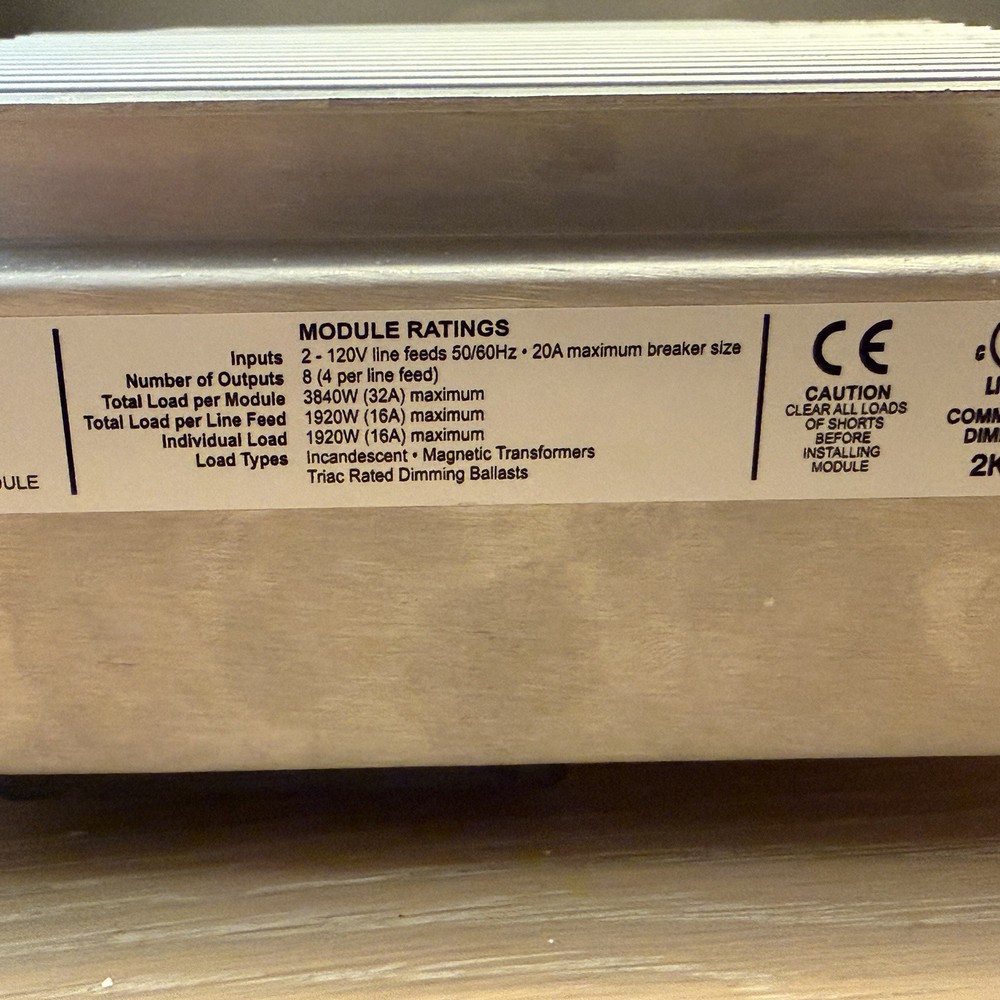 MODULE RATINGS
Inputs 2 - 120V line feeds 50/60Hz • 20A maximum breaker size
Number of Outputs 8 (4 per line feed)
Total Load per Module 3840W (32A) maximum
Total Load per Line Feed 1920W (16A) maximum
Individual Load 1920W (16A) maximum
Load Types Incandescent • Magnetic Transformers
Triac Rated Dimming Ballasts
CE
CAUTION
CLEAR ALL LOADS
OF SHORTS
BEFORE
INSTALLING
MODULE
c
2K